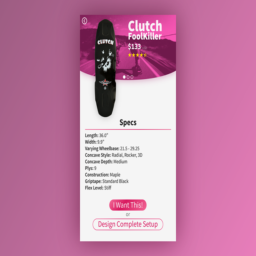 Clutch
FoolKiller
$139
CLUTCH
Specs
Length: 36.0"
Width: 9.0"
Varying Wheelbase: 21.5 - 29.25
Concave Style: Radial, Rocker, 3D
Concave Depth: Medium
Plys: 9
Construction: Maple
Griptape: Standard Black
Flex Level: Stiff
I Want This!
or
Design Complete Setup